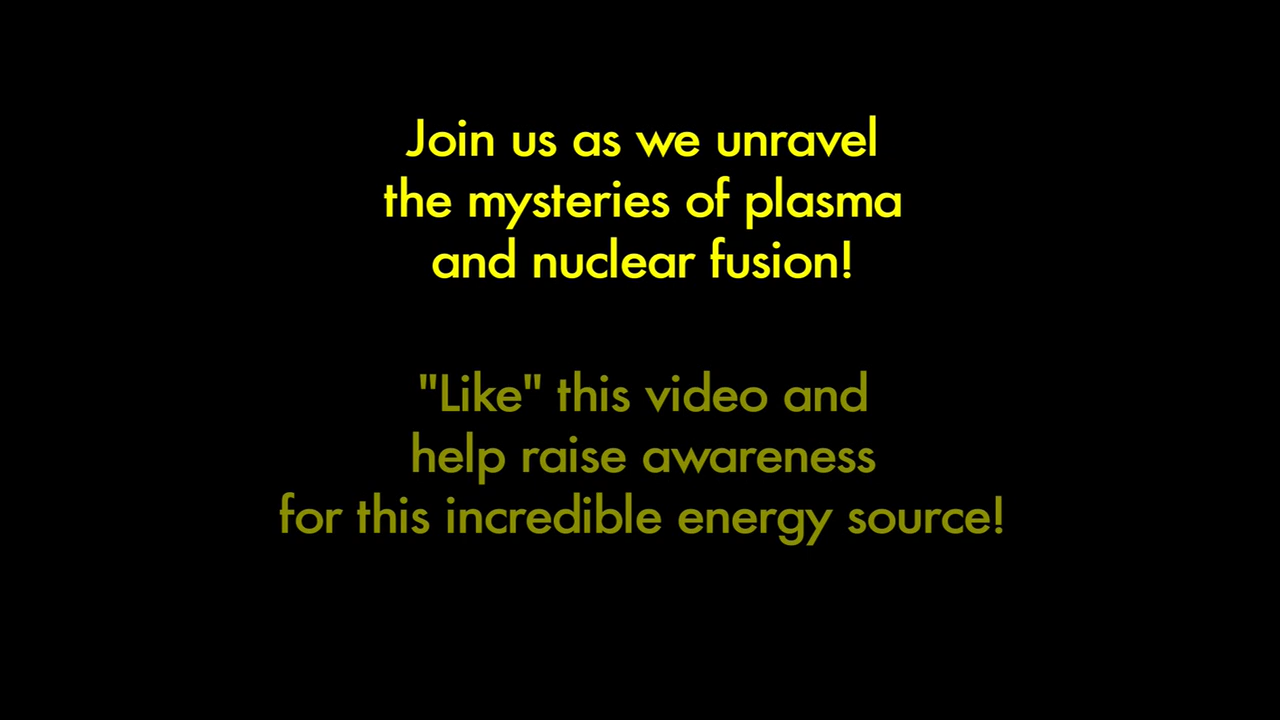 Join us as we unravel
the mysteries of plasma
and nuclear fusion!
"Like" this video and
help raise awareness
for this incredible energy source!